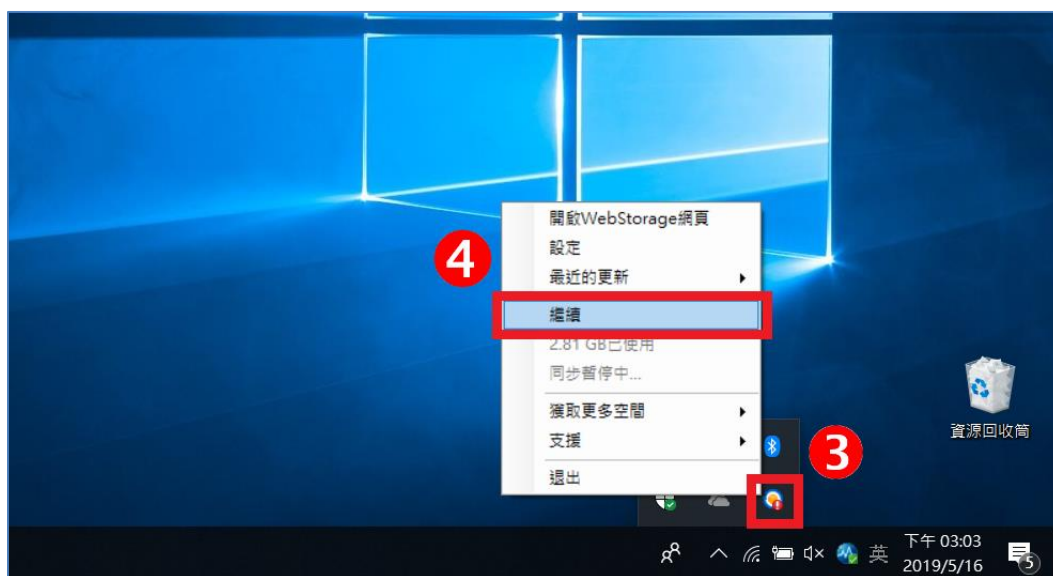 開啟WebStorage網頁
設定
最近的更新
繼續
2.81 GB已使用
同步暫停中...
獲取更多空間
支援
退出
4
3
資源回收筒
英
下午 03:03
2019/5/16
5